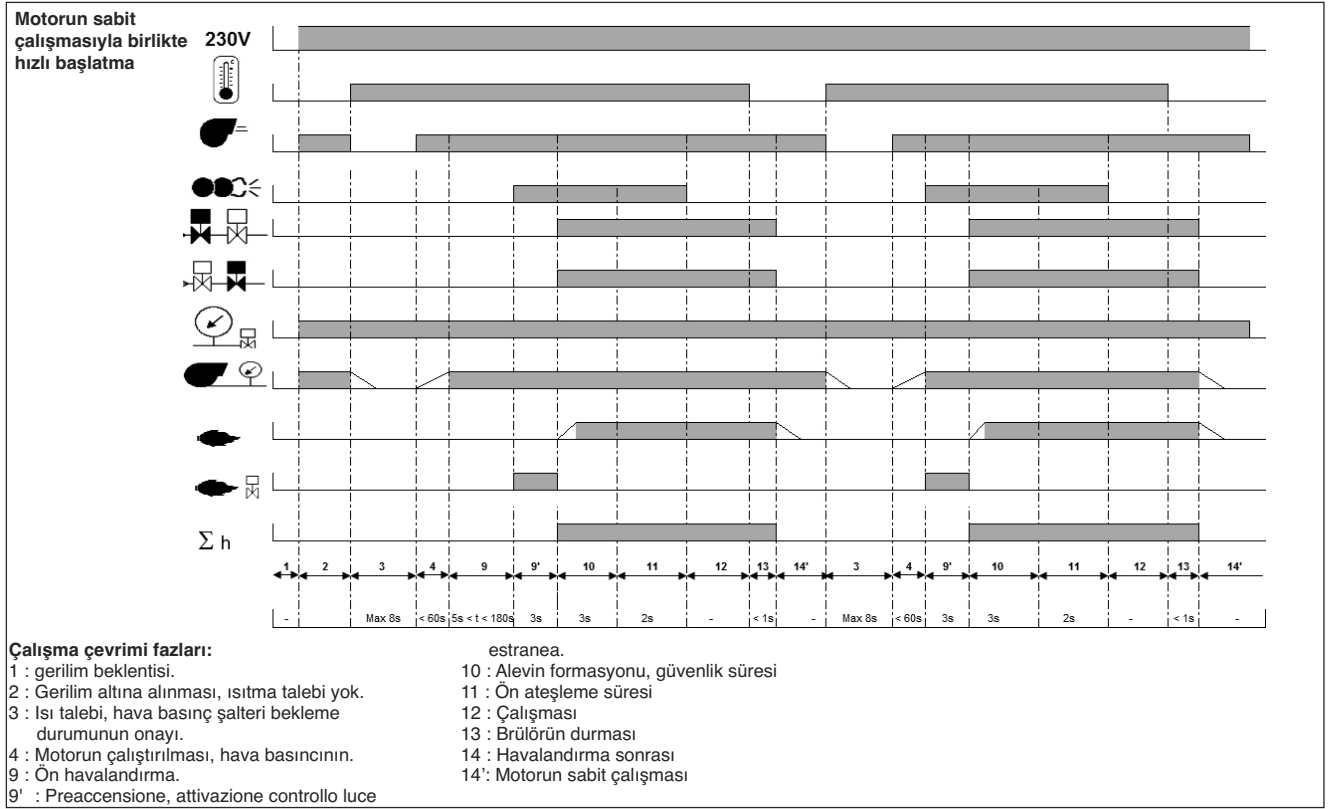 Motorun sabit
çalışmasıyla birlikte 230V
hızlı başlatma
Σ h
1 2 3 4 9 9' 10 11 12 13 14' 3 4 9' 10 11 12 13 14'
- Max 8s < 60s 5s < t < 180s 3s 3s 2s - < 1s - Max 8s < 60s 3s 3s 2s - < 1s -
Çalışma çevrimi fazları:
1 : gerilim beklentisi.
2 : Gerilim altına alınması, ısıtma talebi yok.
3 : Isı talebi, hava basınç şalteri bekleme
durumunun onayı.
4 : Motorun çalıştırılması, hava basıncının.
9 : Ön havalandırma.
9' : Preaccensione, attivazione controllo luce
estranea.
10 : Alevin formasyonu, güvenlik süresi
11 : Ön ateşleme süresi
12 : Çalışması
13 : Brülörün durması
14 : Havalandırma sonrası
14’: Motorun sabit çalışması